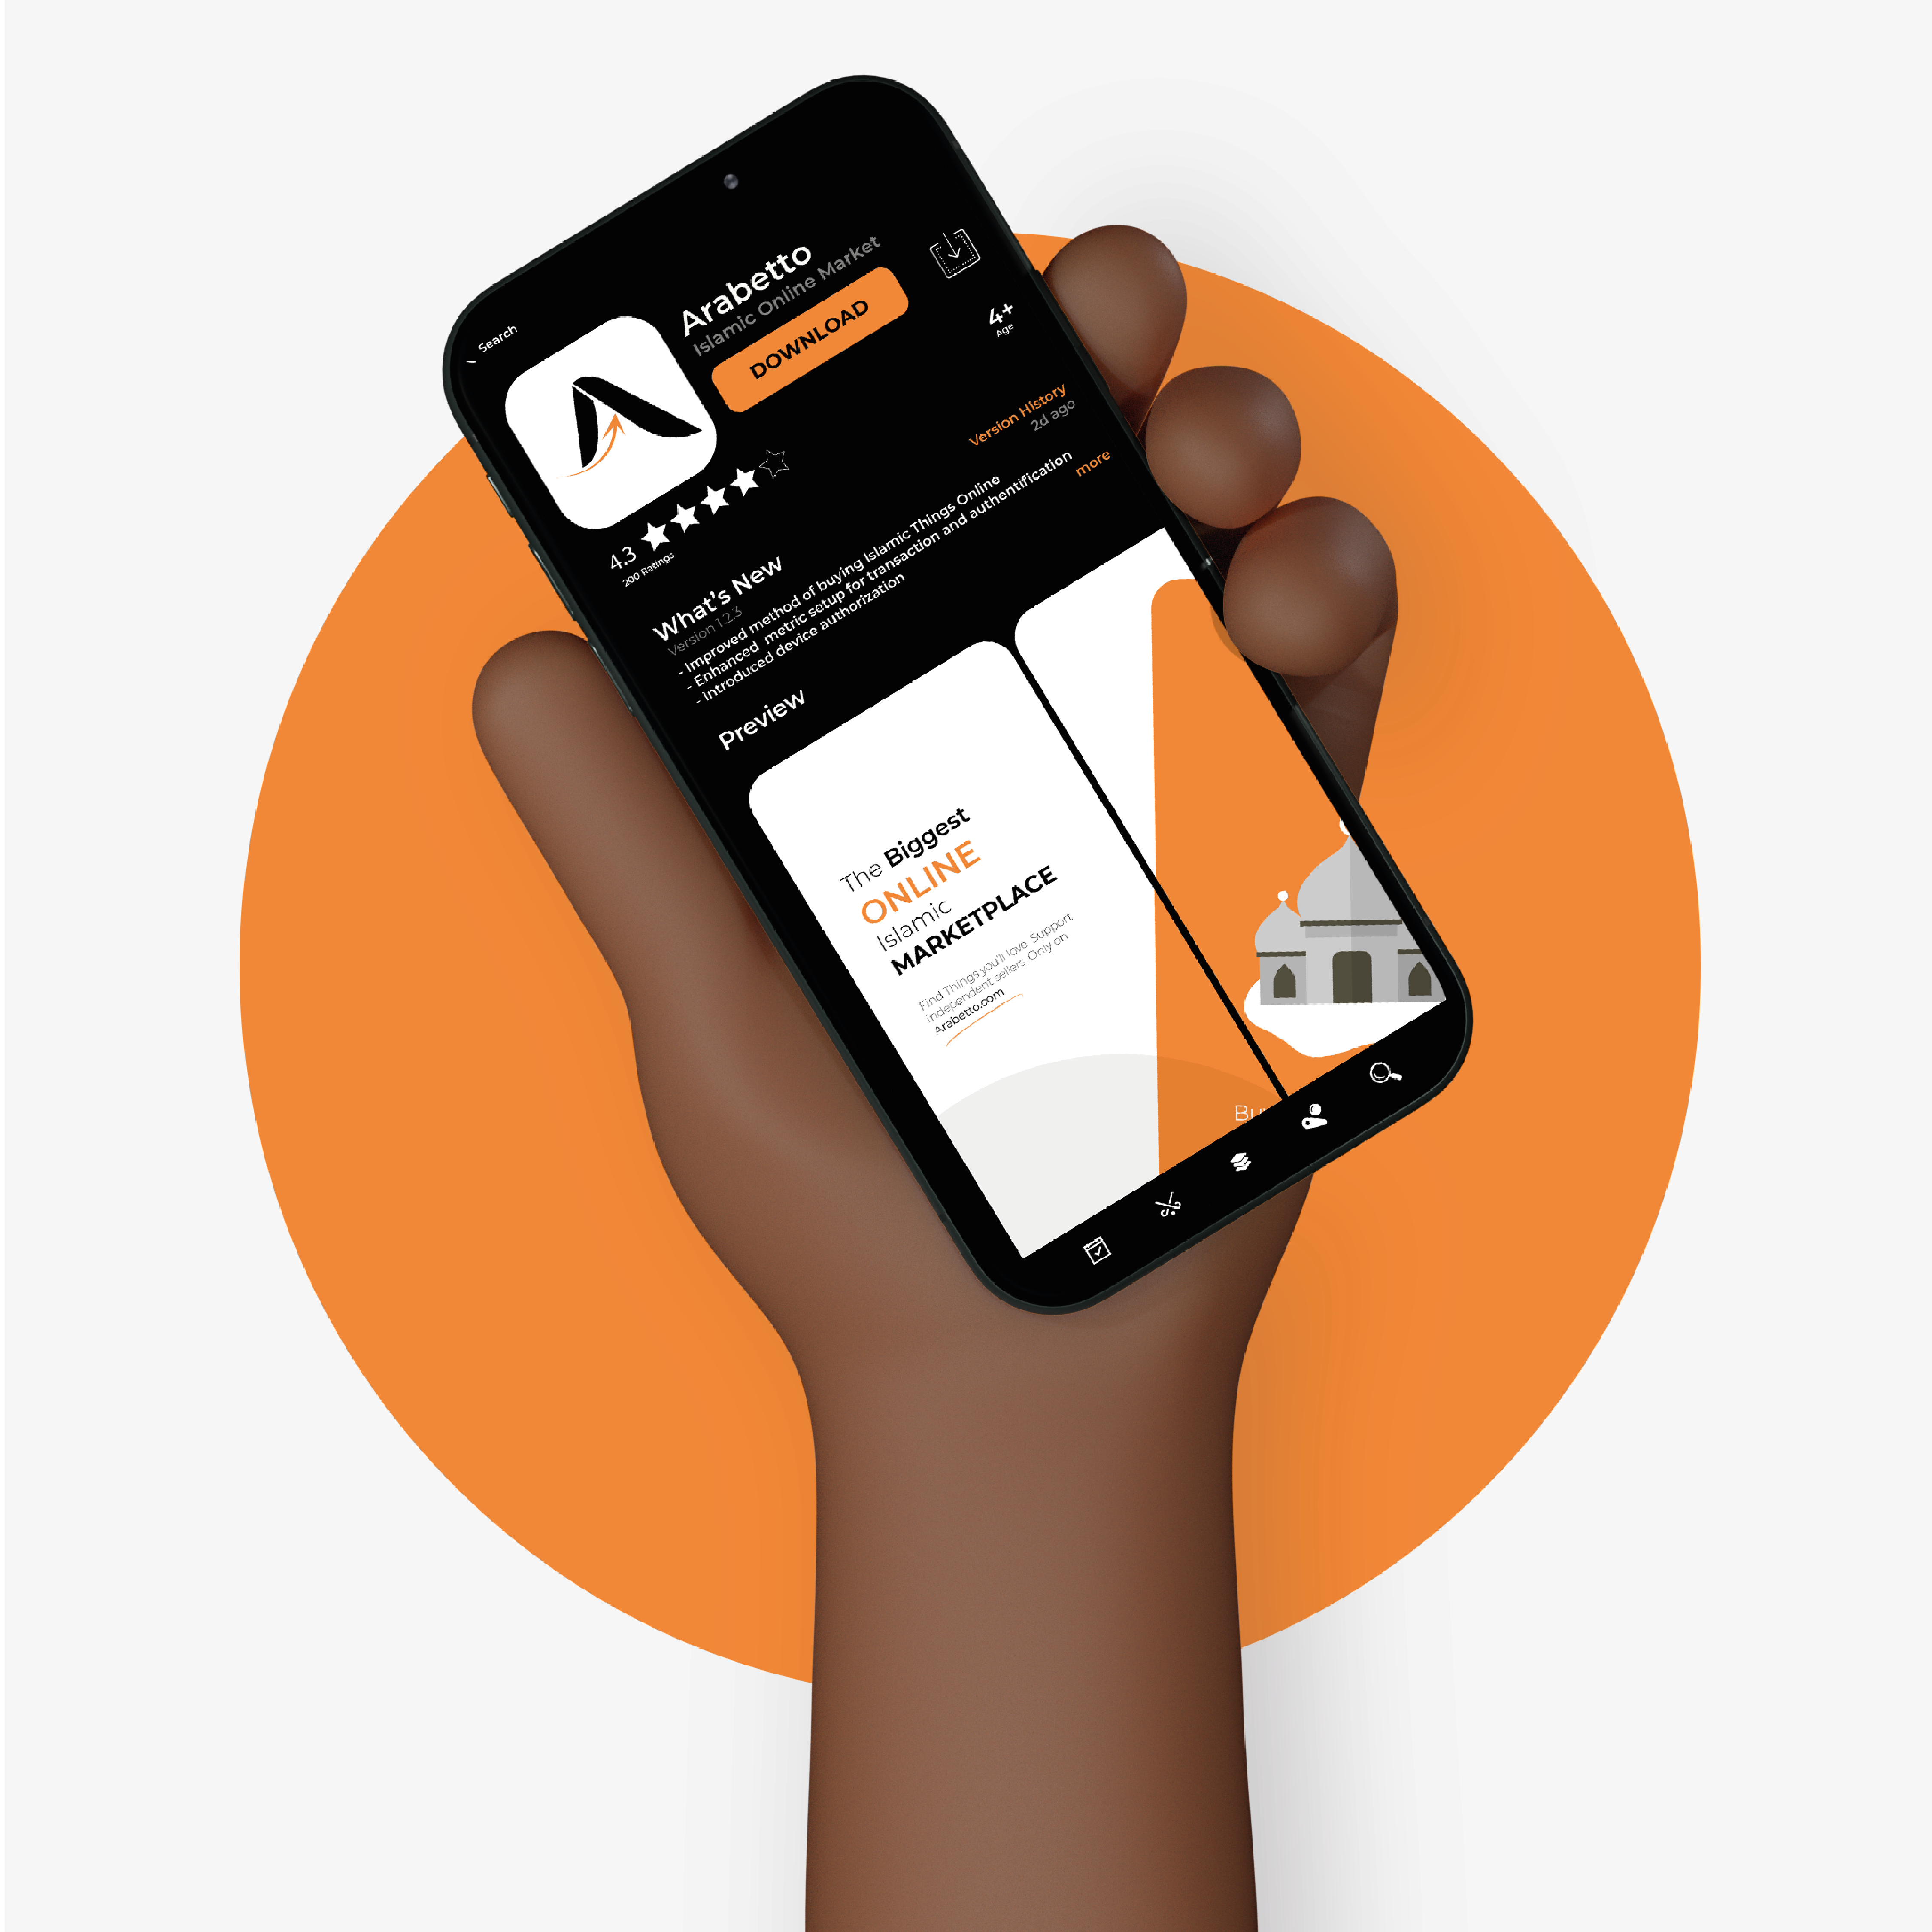 Search
Arabetto
Islamic Online Market
DOWNLOAD
4+
Age
4.3
200 Ratings
Version History
2d ago
What's New
Version 1.2.3
- Improved method of buying Islamic Things Online
- Enhanced metric setup for transaction and authentification
- Introduced device authorization
more
Preview
The Biggest
ONLINE
Islamic
MARKETPLACE
Find Things you'll love. Support
independent sellers. Only on
Arabetto.com